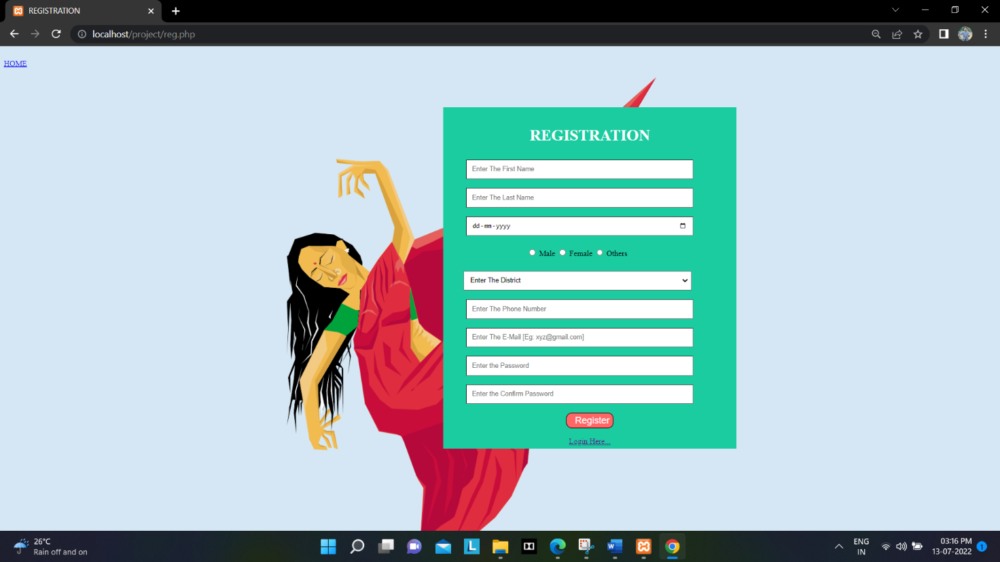 REGISTRATION
localhost/project/reg.php
HOME
REGISTRATION
Enter The First Name
Enter The Last Name
dd-mm-yyyy
Male Female Others
Enter The District
Enter The Phone Number
Enter The E-Mail [Eg: xyz@gmail.com]
Enter the Password
Enter the Confirm Password
Register
Login Here...
26°C
Rain off and on
L
W
ENG
IN
03:16 PM
13-07-2022
1